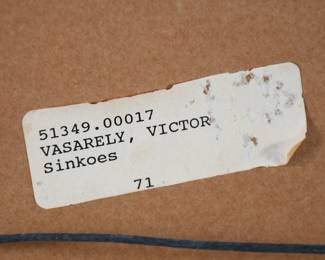 51349.00017
VASARELY, VICTOR
Sinkoes
71